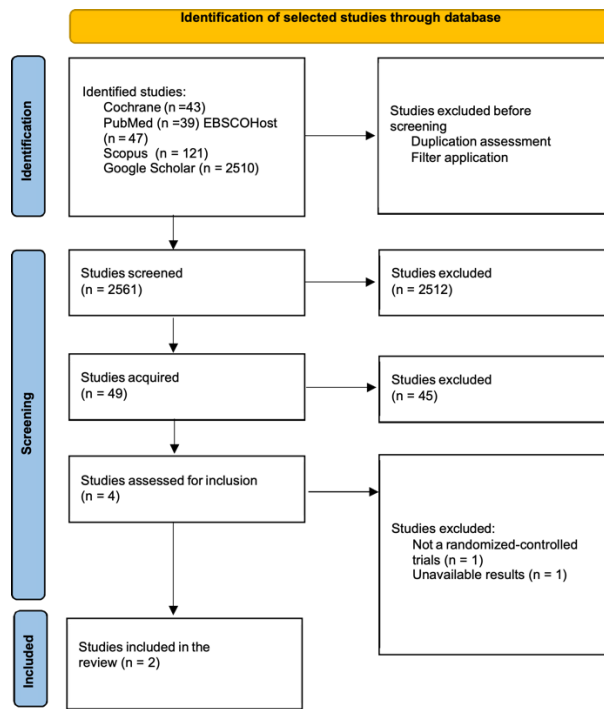 Identification of selected studies through database
Identification
Identified studies:
Cochrane (n =43)
PubMed (n =39) EBSCOHost
(n = 47)
Scopus (n = 121)
Google Scholar (n = 2510)
Studies excluded before
screening
Duplication assessment
Filter application
Screening
Studies screened
(n = 2561)
Studies excluded
(n = 2512)
Studies acquired
(n = 49)
Studies excluded
(n = 45)
Studies assessed for inclusion
(n = 4)
Studies excluded:
Not a randomized-controlled
trials (n = 1)
Unavailable results (n = 1)
Included
Studies included in the
review (n = 2)